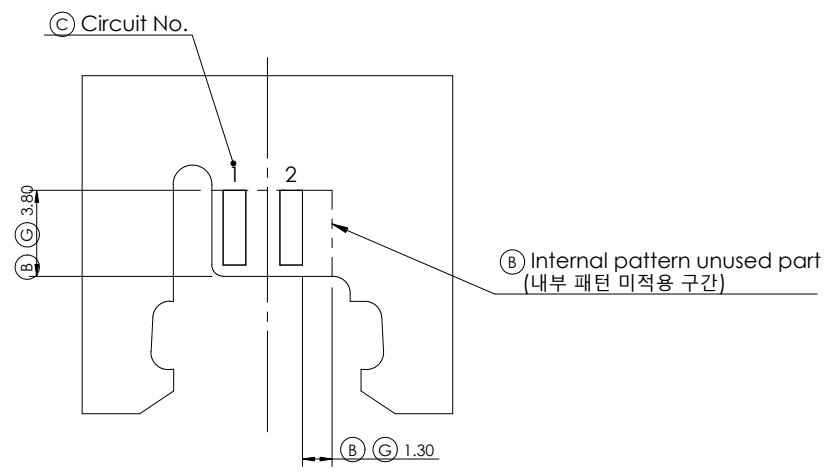 Ⓒ Circuit No.
1 2
Ⓑ Ⓖ 3.80
Ⓑ Internal pattern unused part
(내부 패턴 미적용 구간)
Ⓑ Ⓖ 1.30